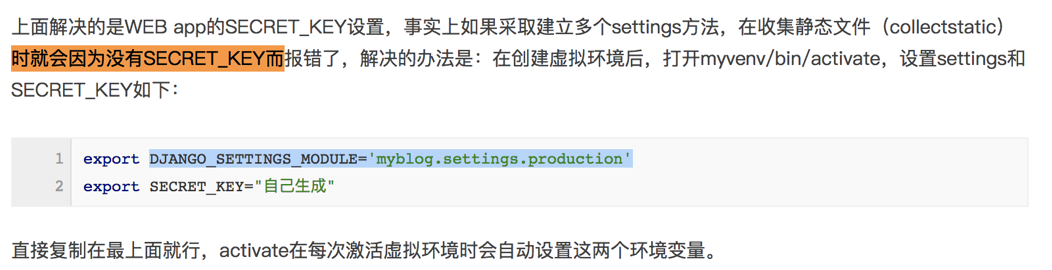 上面解决的是WEB app的SECRET_KEY设置，事实上如果采取建立多个settings方法，在收集静态文件（collectstatic）
时就会因为没有SECRET_KEY而报错了，解决的办法是：在创建虚拟环境后，打开myvenv/bin/activate，设置settings和
SECRET_KEY如下：
1 export DJANGO_SETTINGS_MODULE='myblog.settings.production'
2 export SECRET_KEY="自己生成"
直接复制在最上面就行，activate在每次激活虚拟环境时会自动设置这两个环境变量。